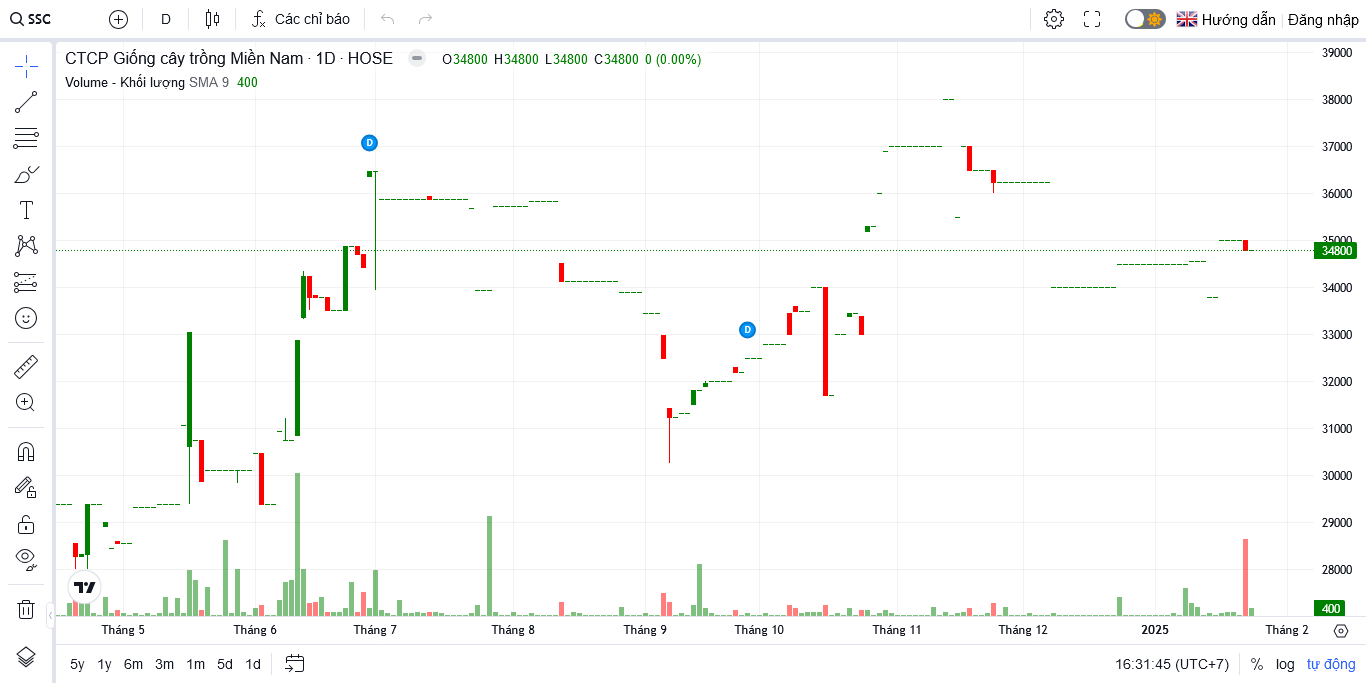 SSC D Các chỉ báo Hướng dẫn Đăng nhập
CTCP Giống cây trồng Miền Nam · 1D · HOSE O34800 H34800 L34800 C34800 0 (0.00%)
Volume - Khối lượng SMA 9 400
39000
38000
37000
36000
35000
34800
34000
33000
32000
31000
30000
29000
28000
400
D
D
Tháng 5 Tháng 6 Tháng 7 Tháng 8 Tháng 9 Tháng 10 Tháng 11 Tháng 12 2025 Tháng 2
5y 1y 6m 3m 1m 5d 1d 16:31:45 (UTC+7) % log tự động